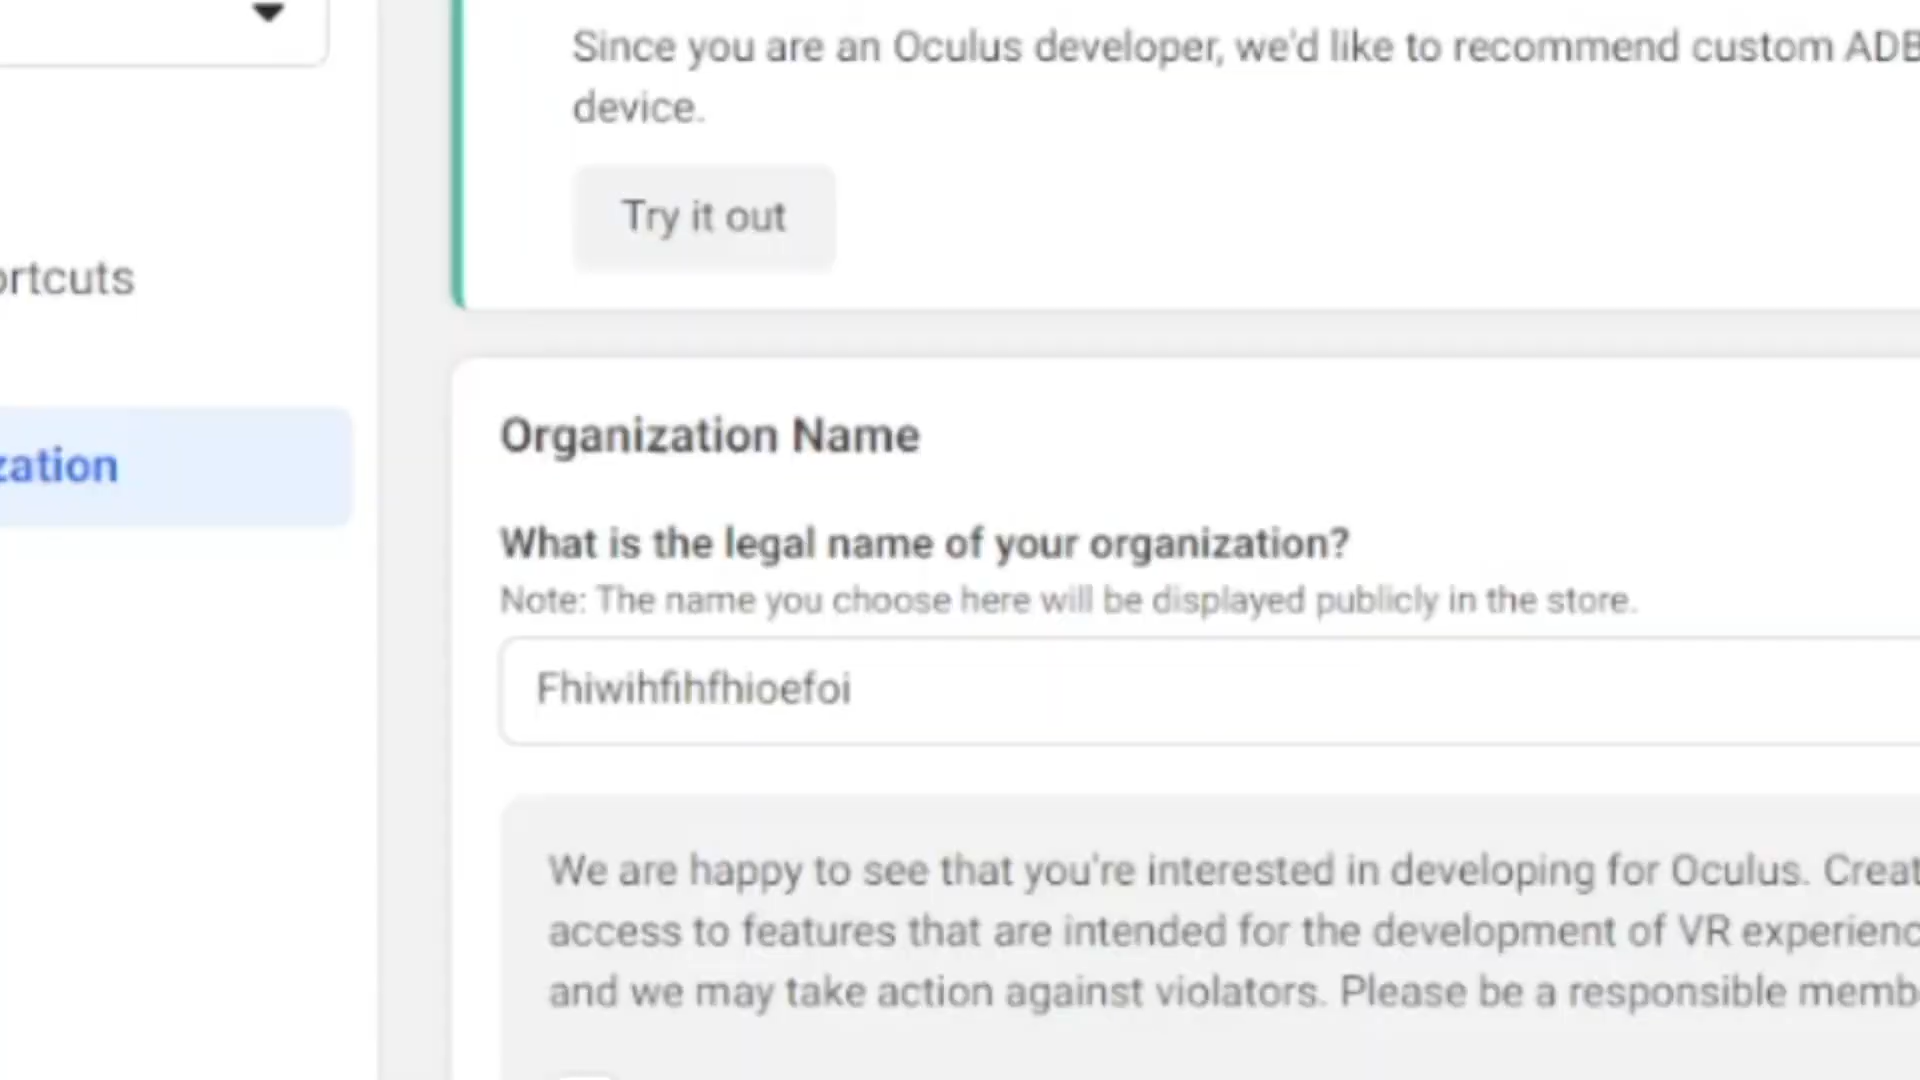 Since you are an Oculus developer, we'd like to recommend custom ADB
device.
Try it out
ortcuts
zation
Organization Name
What is the legal name of your organization?
Note: The name you choose here will be displayed publicly in the store.
Fhiwihfihfhioefoi
We are happy to see that you're interested in developing for Oculus. Creat
access to features that are intended for the development of VR experienc
and we may take action against violators. Please be a responsible memb